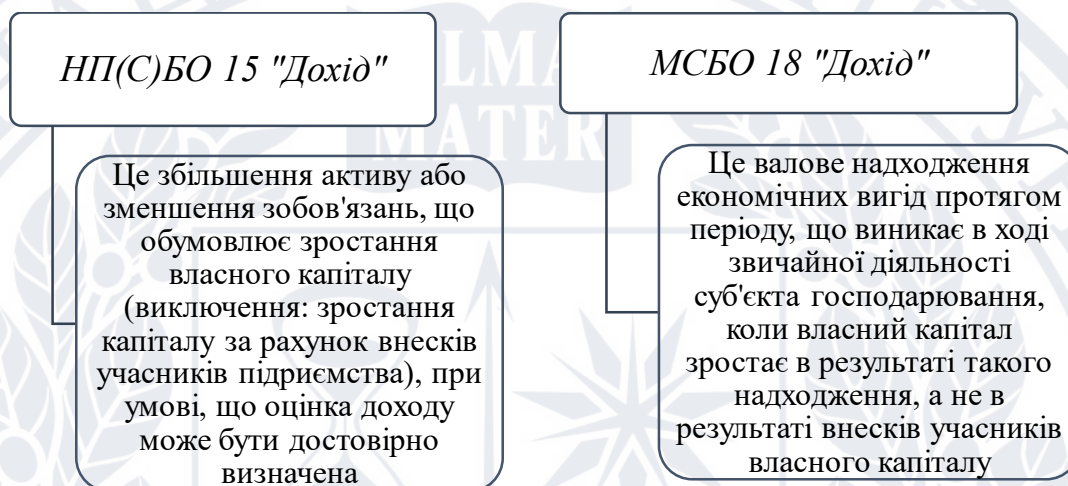 НП(С)БО 15 "Дохід"
Це збільшення активу або
зменшення зобов'язань, що
обумовлює зростання
власного капіталу
(виключення: зростання
капіталу за рахунок внесків
учасників підприємства), при
умові, що оцінка доходу
може бути достовірно
визначена
МСБО 18 "Дохід"
Це валове надходження
економічних вигід протягом
періоду, що виникає в ході
звичайної діяльності
суб'єкта господарювання,
коли власний капітал
зростає в результаті такого
надходження, а не в
результаті внесків учасників
власного капіталу
ALMA
MATER